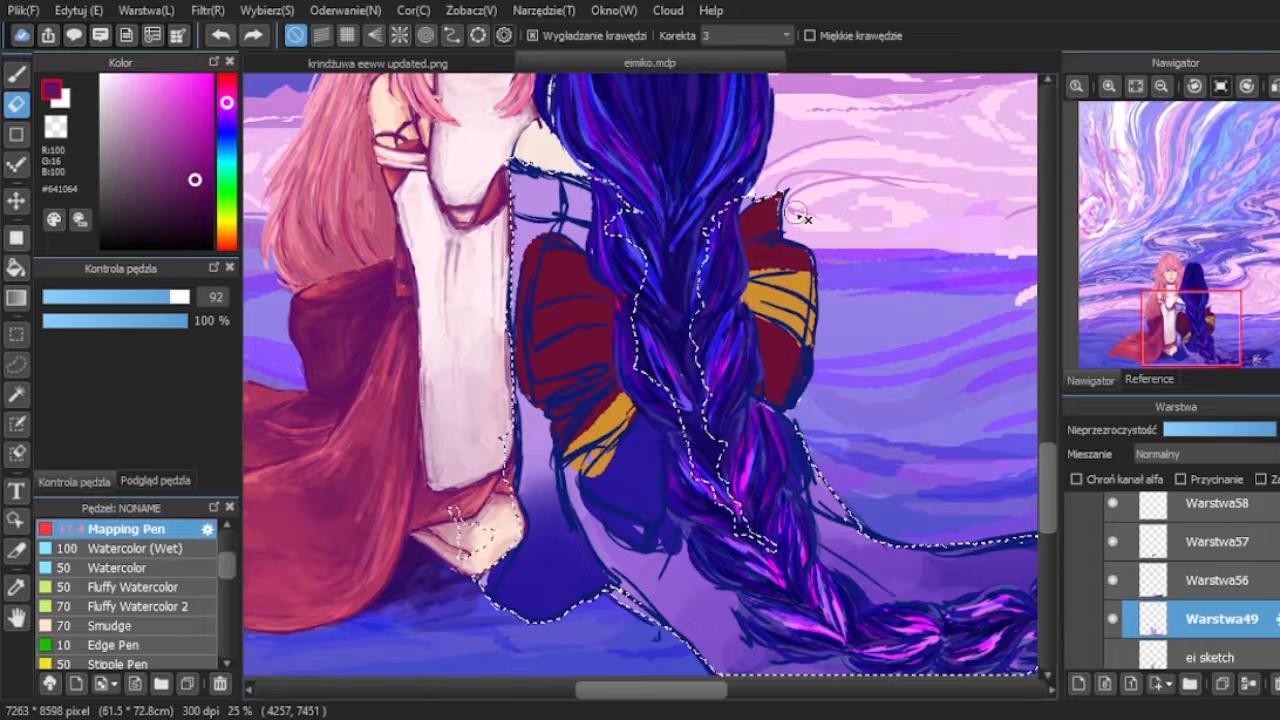 Plik(F) Edytuj (E) Warstwa(L) Filtr(R) Wybierz(S) Oderwanie(N) Cor(C) Zobacz(V) Narzędzie(T) Okno(W) Cloud Help
Wygładzanie krawędzi Korekta 3 Miękkie krawędzie
Kolor
krindżuwa eeww updated.png
eimiko.mdp
Nawigator
R:100
G:16
B:100
#641064
Kontrola pędzla
92
100 %
Kontrola pędzla Podgląd pędzla
Pędzel: NONAME
Mapping Pen
100 Watercolor (Wet)
50 Watercolor
50 Fluffy Watercolor
70 Fluffy Watercolor 2
70 Smudge
10 Edge Pen
50 Stipple Pen
Nawigator Reference
Warstwa
Nieprzezroczystość
Mieszanie Normalny
Chroń kanał alfa Przycinanie
Warstwa58
Warstwa57
Warstwa56
Warstwa49
ei sketch
7263 * 8598 pixel (61.5 * 72.8cm) 300 dpi 25 % ( 4257, 7451 )